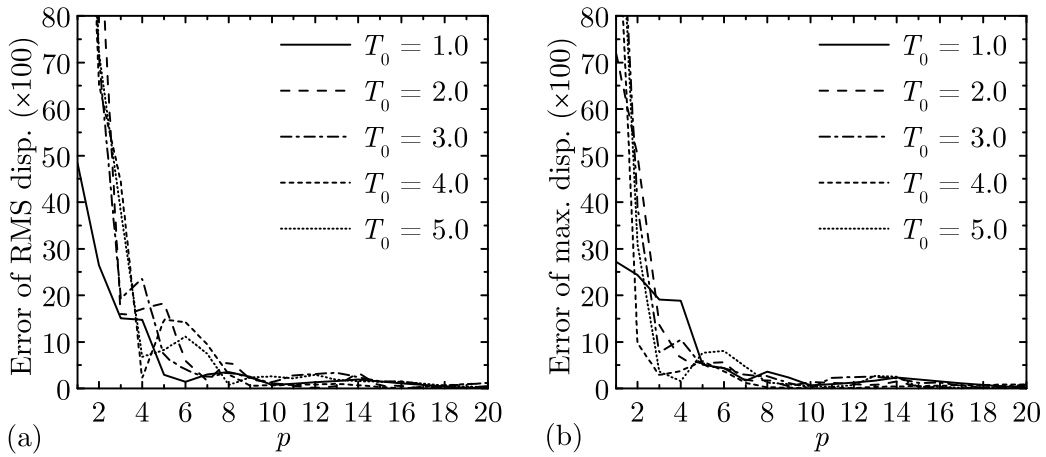 Error of RMS disp. (×100)
80
70
60
50
40
30
20
10
0
T₀ = 1.0
T₀ = 2.0
T₀ = 3.0
T₀ = 4.0
T₀ = 5.0
2 4 6 8 10 12 14 16 18 20
(a)
p
Error of max. disp. (×100)
80
70
60
50
40
30
20
10
0
T₀ = 1.0
T₀ = 2.0
T₀ = 3.0
T₀ = 4.0
T₀ = 5.0
2 4 6 8 10 12 14 16 18 20
(b)
p